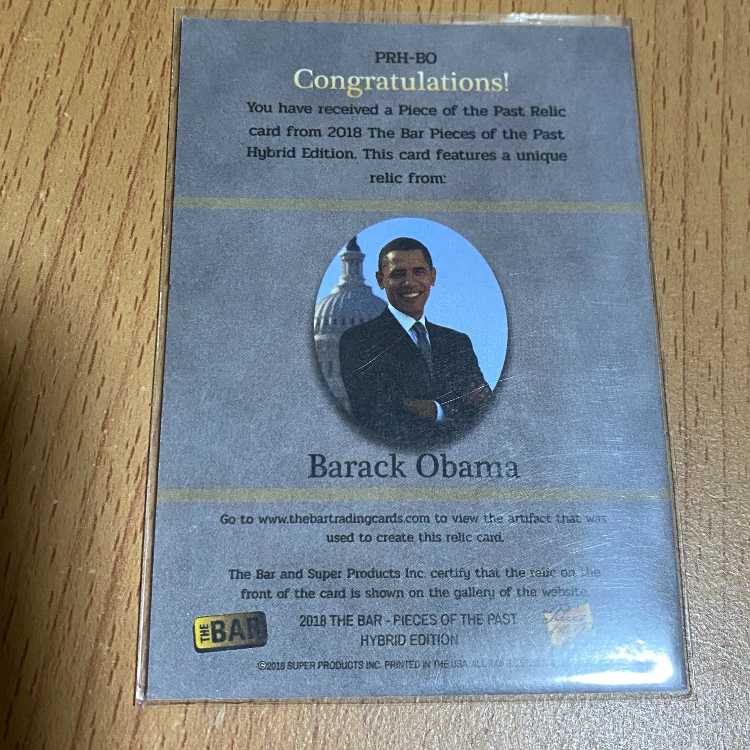 PRH-BO
Congratulations!
You have received a Piece of the Past Relic
card from 2018 The Bar Pieces of the Past
Hybrid Edition. This card features a unique
relic from:
Barack Obama
Go to www.thebartradingcards.com to view the artifact that was
used to create this relic card.
The Bar and Super Products Inc. certify that the relic on the
front of the card is shown on the gallery of the website.
THE BAR
2018 THE BAR - PIECES OF THE PAST
HYBRID EDITION
Pieces
©2018 SUPER PRODUCTS INC. PRINTED IN THE USA. ALL